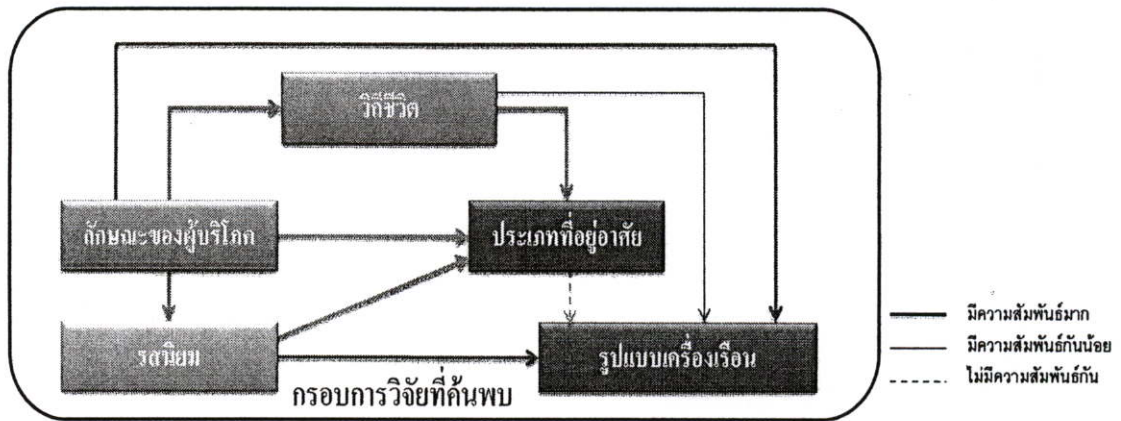 วิถีชีวิต
ลักษณะของผู้บริโภค
ประเภทที่อยู่อาศัย
รสนิยม
รูปแบบเครื่องเรือน
กรอบการวิจัยที่ค้นพบ
มีความสัมพันธ์มาก
มีความสัมพันธ์กันน้อย
ไม่มีความสัมพันธ์กัน